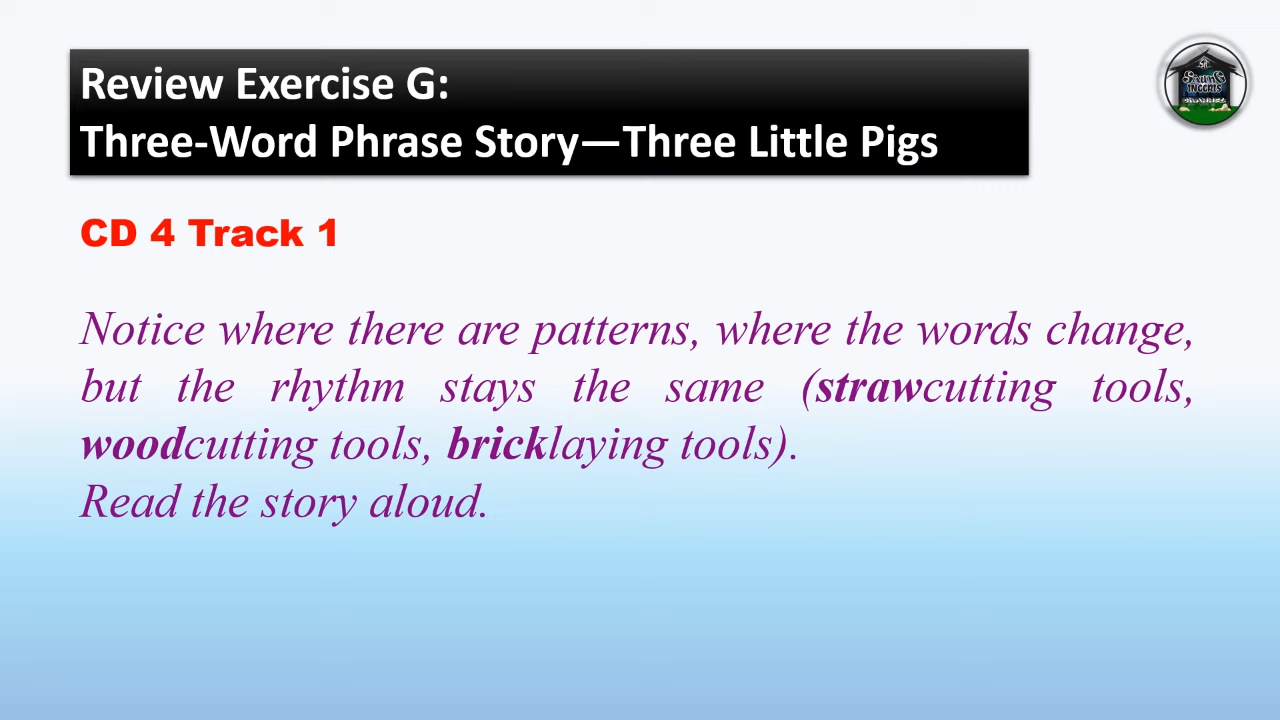 Review Exercise G:
Three-Word Phrase Story—Three Little Pigs
CD 4 Track 1
Notice where there are patterns, where the words change,
but the rhythm stays the same (strawcutting tools,
woodcutting tools, bricklaying tools).
Read the story aloud.